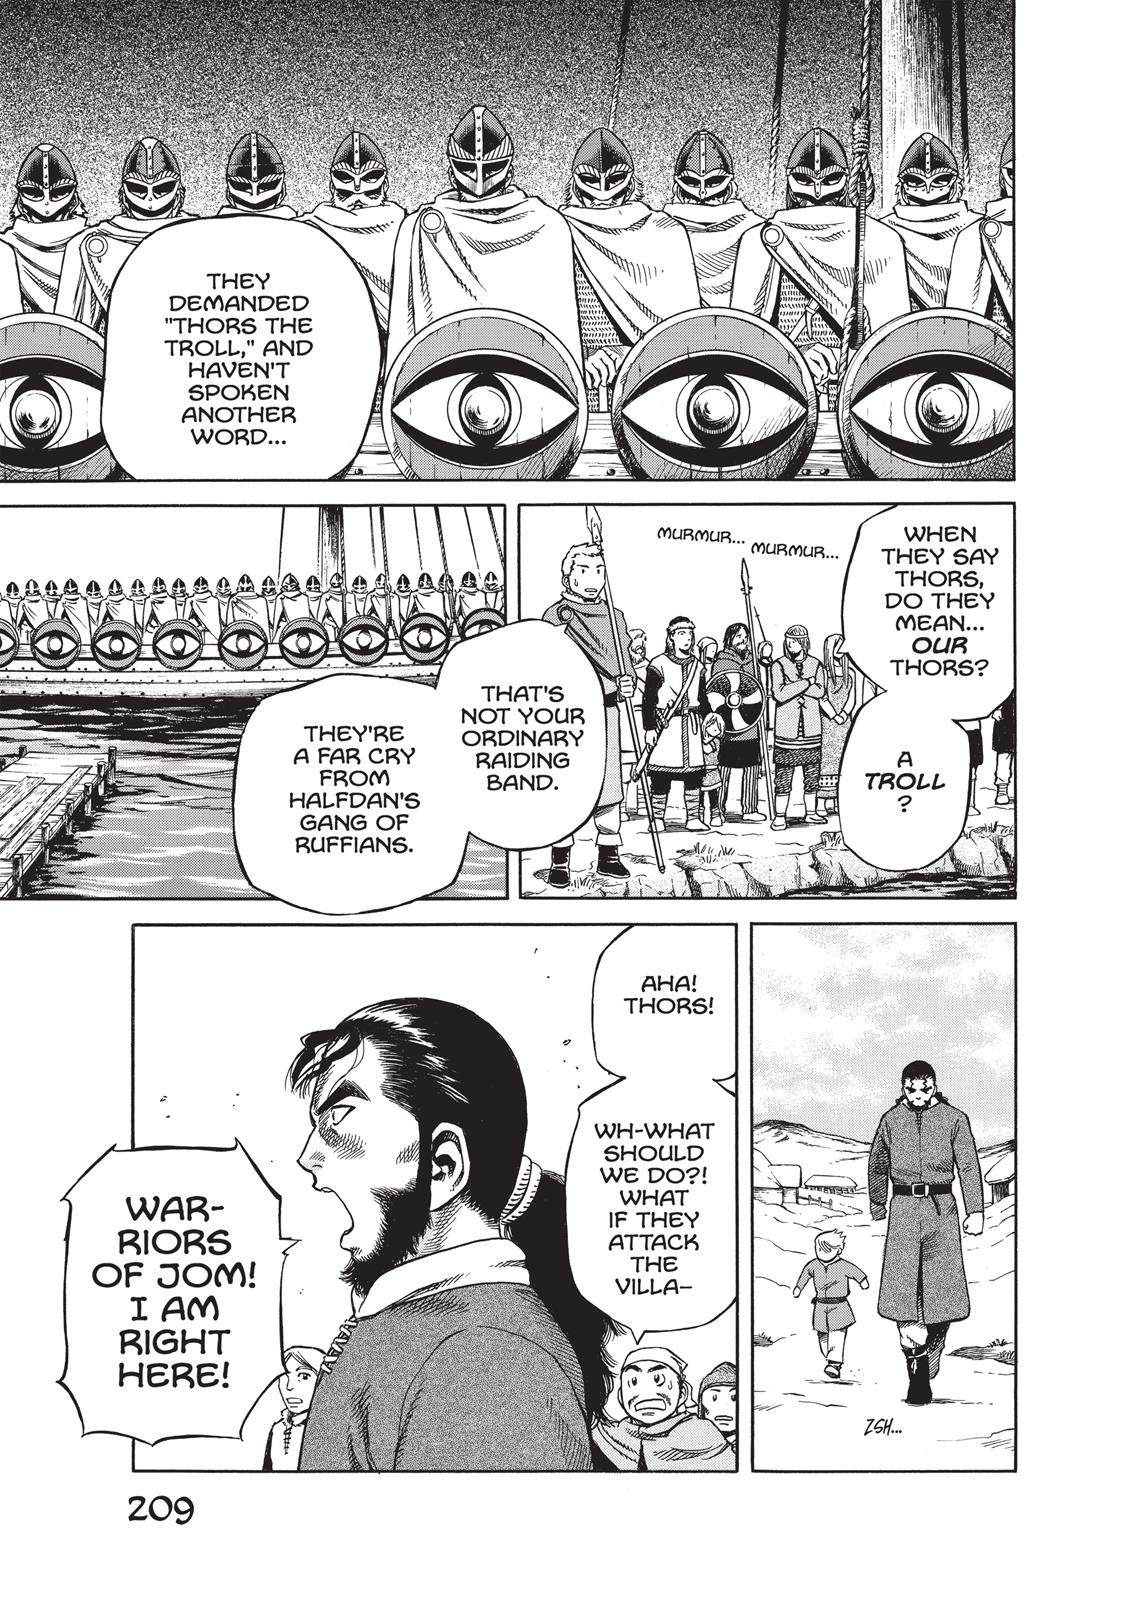 THEY
DEMANDED
"THORS THE
TROLL," AND
HAVEN'T
SPOKEN
ANOTHER
WORD...
WHEN
THEY SAY
THORS,
DO THEY
MEAN...
OUR
THORS?
A
TROLL
?
MURMUR...
MURMUR...
THAT'S
NOT YOUR
ORDINARY
RAIDING
BAND.
THEY'RE
A FAR CRY
FROM
HALFDAN'S
GANG OF
RUFFIANS.
ZSH...
AHA!
THORS!
WH-WHAT
SHOULD
WE DO?!
WHAT
IF THEY
ATTACK
THE
VILLA–
WAR-
RIORS
OF JOM!
I AM
RIGHT
HERE!
209